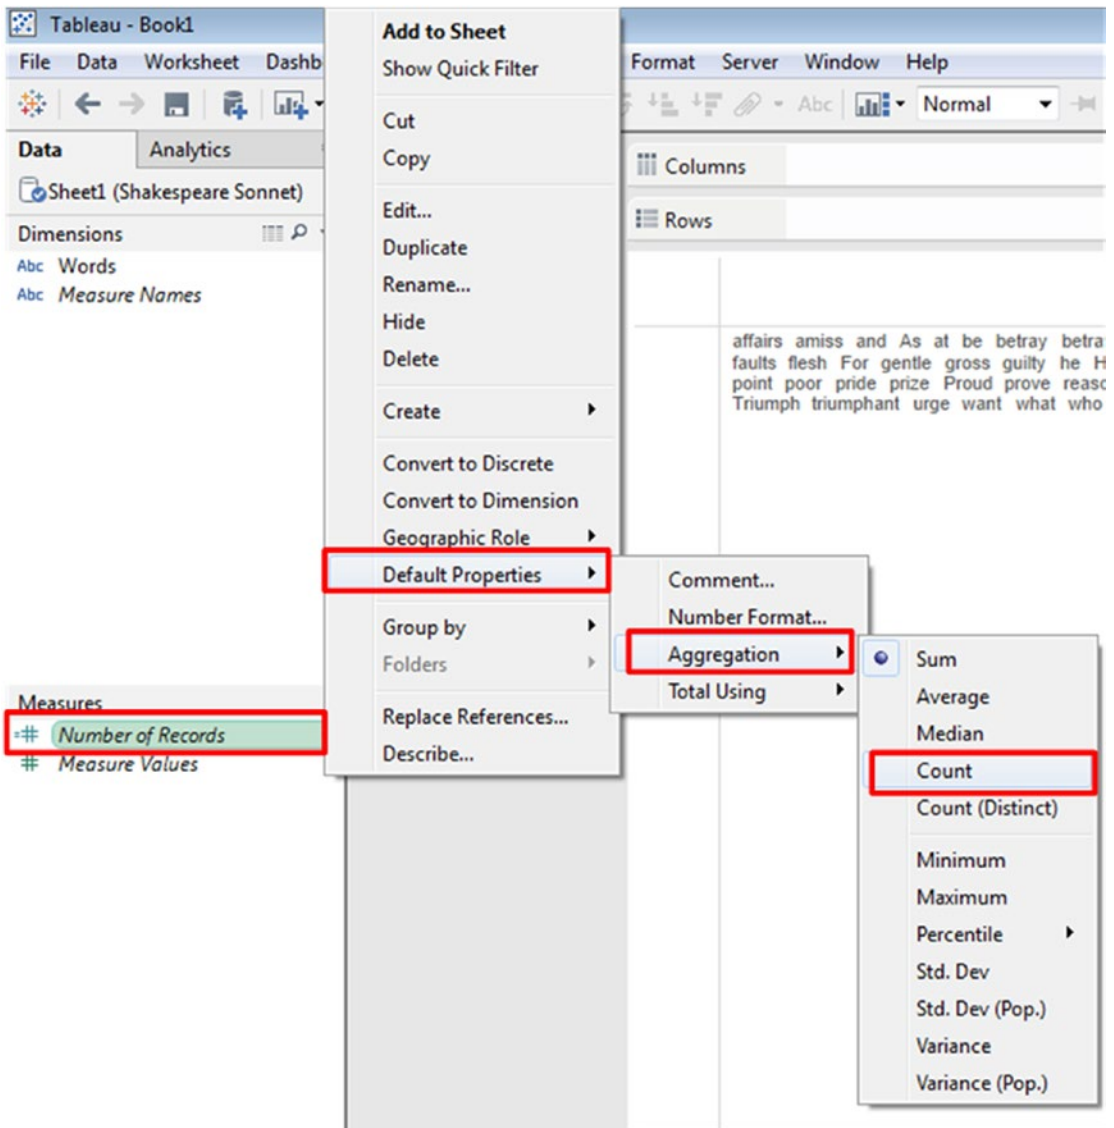 Tableau - Book1
File Data Worksheet Dashb
Format Server Window Help
Abc Normal
Data Analytics
Sheet1 (Shakespeare Sonnet)
Dimensions
Abc Words
Abc Measure Names
Measures
=# Number of Records
# Measure Values
Add to Sheet
Show Quick Filter
Cut
Copy
Edit...
Duplicate
Rename...
Hide
Delete
Create
Convert to Discrete
Convert to Dimension
Geographic Role
Default Properties
Group by
Folders
Replace References...
Describe...
Columns
Rows
affairs amiss and As at be betray betra
faults flesh For gentle gross guilty he H
point poor pride prize Proud prove reaso
Triumph triumphant urge want what who
Comment...
Number Format...
Aggregation
Total Using
Sum
Average
Median
Count
Count (Distinct)
Minimum
Maximum
Percentile
Std. Dev
Std. Dev (Pop.)
Variance
Variance (Pop.)